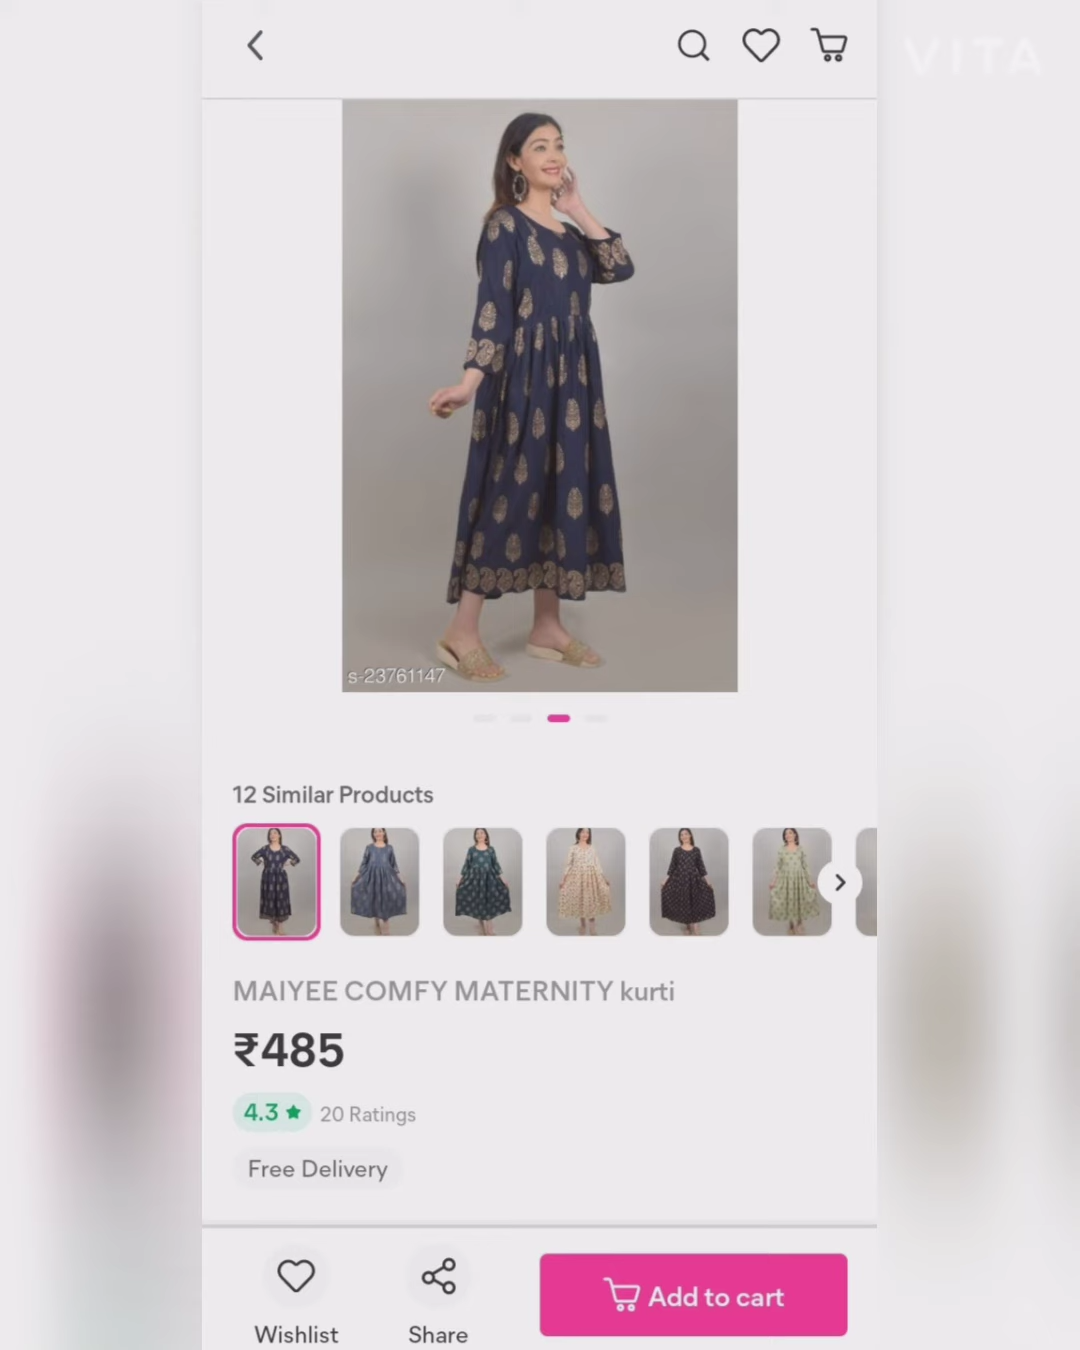 VITA
s-23761147
12 Similar Products
MAIYEE COMFY MATERNITY kurti
₹485
4.3 20 Ratings
Free Delivery
Wishlist
Share
Add to cart